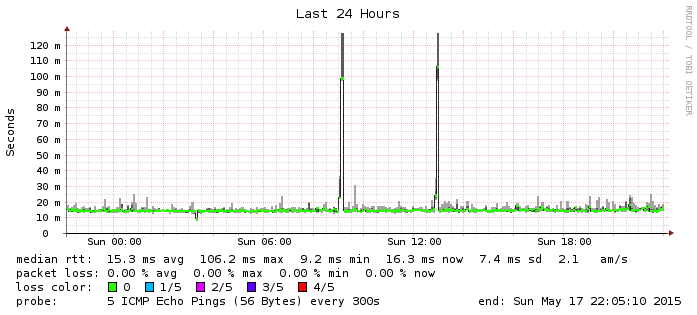 Last 24 Hours
RRDTOOL / TOBI OETIKER
Seconds
120 m
110 m
100 m
90 m
80 m
70 m
60 m
50 m
40 m
30 m
20 m
10 m
0
Sun 00:00 Sun 06:00 Sun 12:00 Sun 18:00
median rtt: 15.3 ms avg 106.2 ms max 9.2 ms min 16.3 ms now 7.4 ms sd 2.1 am/s
packet loss: 0.00 % avg 0.00 % max 0.00 % min 0.00 % now
loss color: 0 1/5 2/5 3/5 4/5
probe: 5 ICMP Echo Pings (56 Bytes) every 300s end: Sun May 17 22:05:10 2015